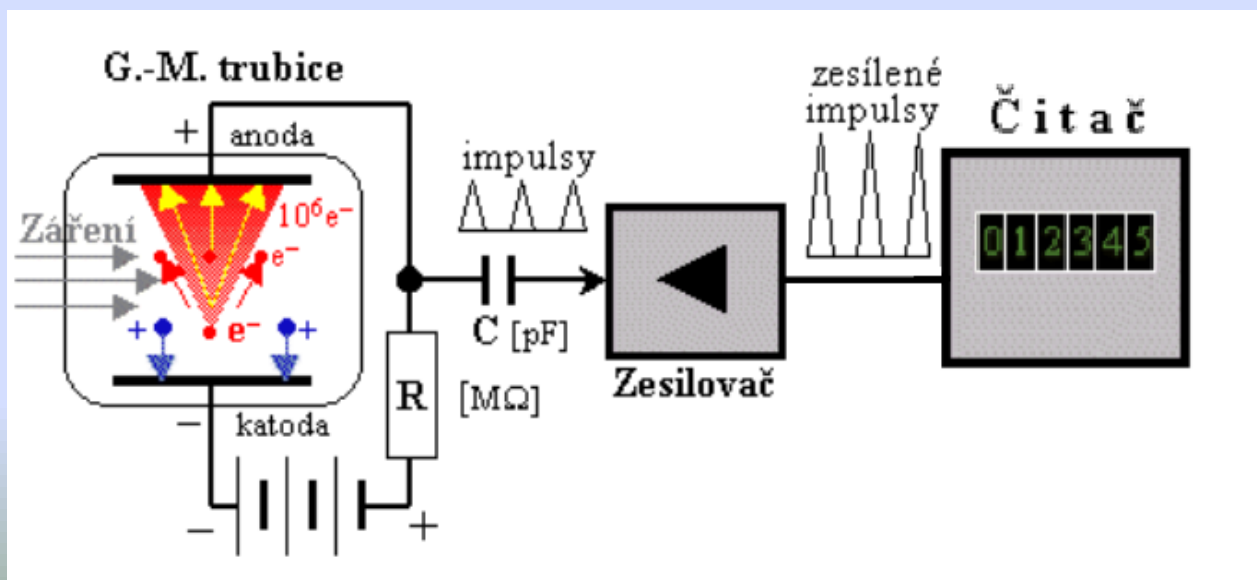 G.-M. trubice
+
anoda
Záření
10⁶e⁻
e⁻
e⁻
+
+
−
katoda
−
+
R
[MΩ]
impulsy
C [pF]
Zesilovač
zesílené
impulsy
Čitač
012345